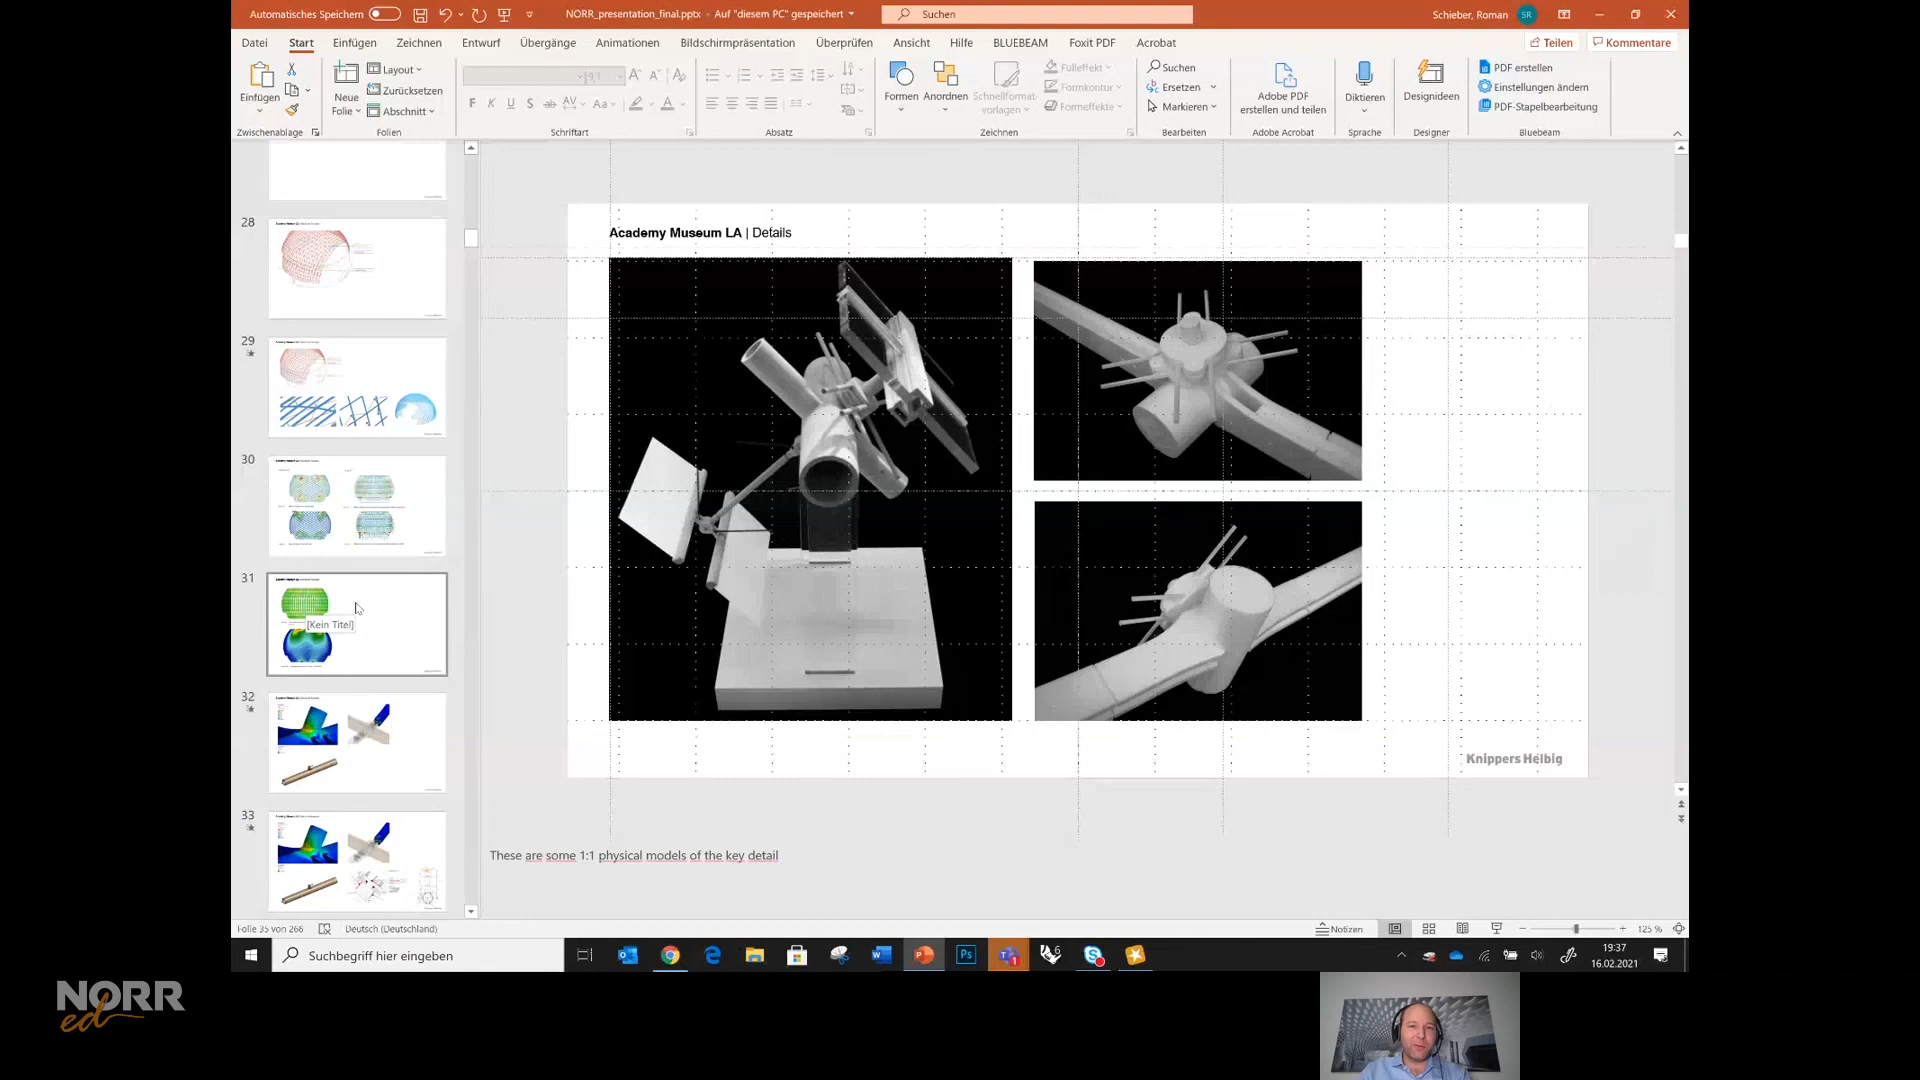 Automatisches Speichern
NORR_presentation_final.pptx - Auf "diesem PC" gespeichert
Suchen
Schieber, Roman
SR
Datei
Start
Einfügen
Zeichnen
Entwurf
Übergänge
Animationen
Bildschirmpräsentation
Überprüfen
Ansicht
Hilfe
BLUEBEAM
Foxit PDF
Acrobat
Teilen
Kommentare
Einfügen
Zwischenablage
Neue
Folie
Layout
Zurücksetzen
Abschnitt
Folien
F K U S ab AV Aa A
Schriftart
Absatz
Formen
Anordnen
Schnellformat-
vorlagen
Fülleffekt
Formkontur
Formeffekte
Zeichnen
Suchen
Ersetzen
Markieren
Bearbeiten
Adobe PDF
erstellen und teilen
Adobe Acrobat
Diktieren
Sprache
Designideen
Designer
PDF erstellen
Einstellungen ändern
PDF-Stapelbearbeitung
Bluebeam
28
29
30
31
[Kein Titel]
32
33
Academy Museum LA | Details
Knippers Helbig
These are some 1:1 physical models of the key detail
Folie 35 von 266
Deutsch (Deutschland)
Notizen
125 %
Suchbegriff hier eingeben
19:37
16.02.2021
NORR
ed